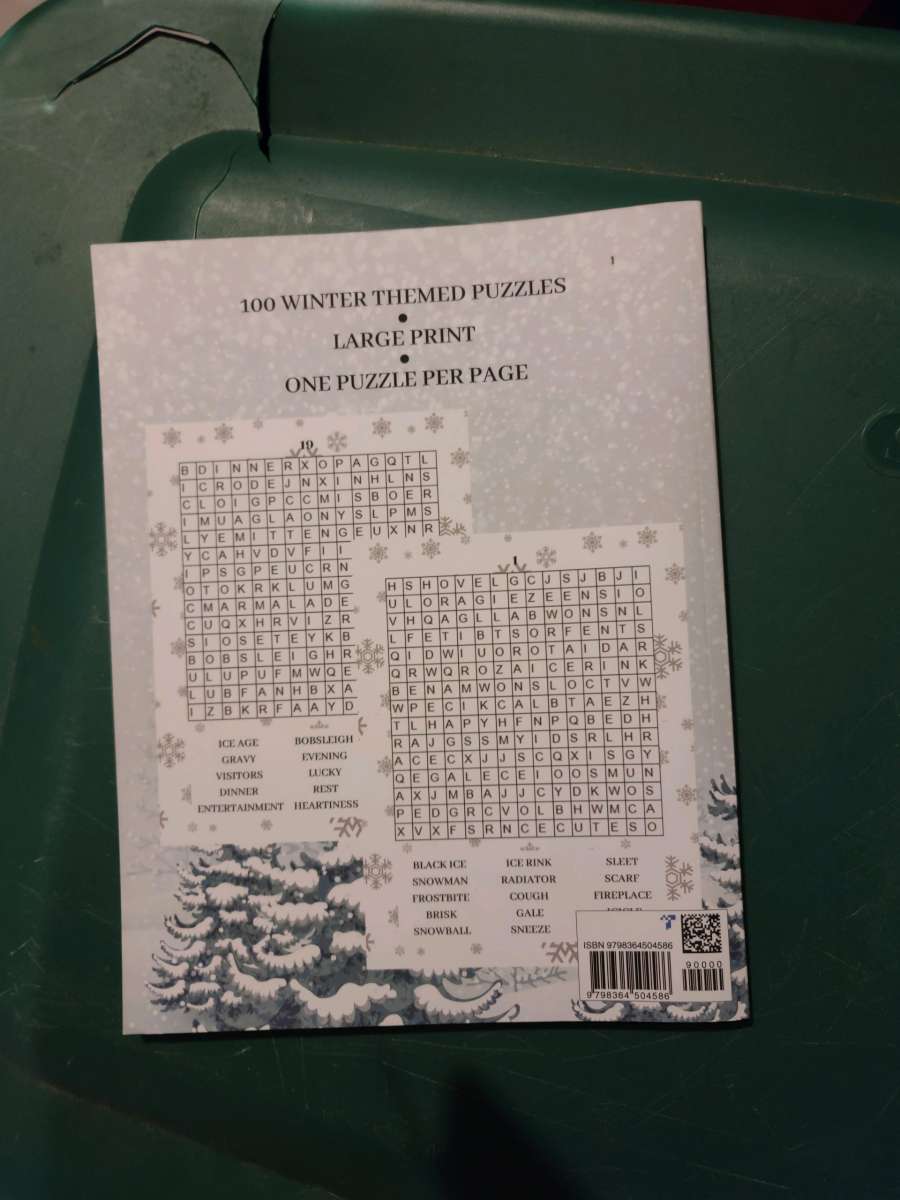 100 WINTER THEMED PUZZLES
•
LARGE PRINT
•
ONE PUZZLE PER PAGE
19
B D I N N E R X O P A G Q T L
I C R O D E J N X I N H L N S
C L O I G P C C M I S B O E R
I M U A G L A O N Y S L P M S
L Y E M I T T E N G E U X N R
Y C A H V D V F I I
I P S G P E U C R N
O T O K R K L U M G
C M A R M A L A D E
C U Q X H R V I Z R
S I O S E T E Y K B
B O B S L E I G H R
U L U P U F M W Q E
L U B F A N H B X A
I Z B K R F A A Y D
ICE AGE BOBSLEIGH
GRAVY EVENING
VISITORS LUCKY
DINNER REST
ENTERTAINMENT HEARTINESS
1
H S H O V E L G C J S J B J I
U L O R A G I E Z E E N S I O
V H Q A G L L A B W O N S N L
L F E T I B T S O R F E N T S
Q I D W I U O R O T A I D A R
Q R W Q R O Z A I C E R I N K
B E N A M W O N S L O C T V W
W P E C I K C A L B T A E Z H
T L H A P Y H F N P Q B E D H
R A J G S S M Y I D S R L H R
A C E C X J J S C Q X I S G Y
Q E G A L E C E I O O S M U N
A X J M B A J J C Y D K W O S
P E D G R C V O L B H W M C A
X V X F S R N C E C U T E S O
BLACK ICE ICE RINK SLEET
SNOWMAN RADIATOR SCARF
FROSTBITE COUGH FIREPLACE
BRISK GALE
SNOWBALL SNEEZE
ISBN 9798364504586
90000
9 798364 504586